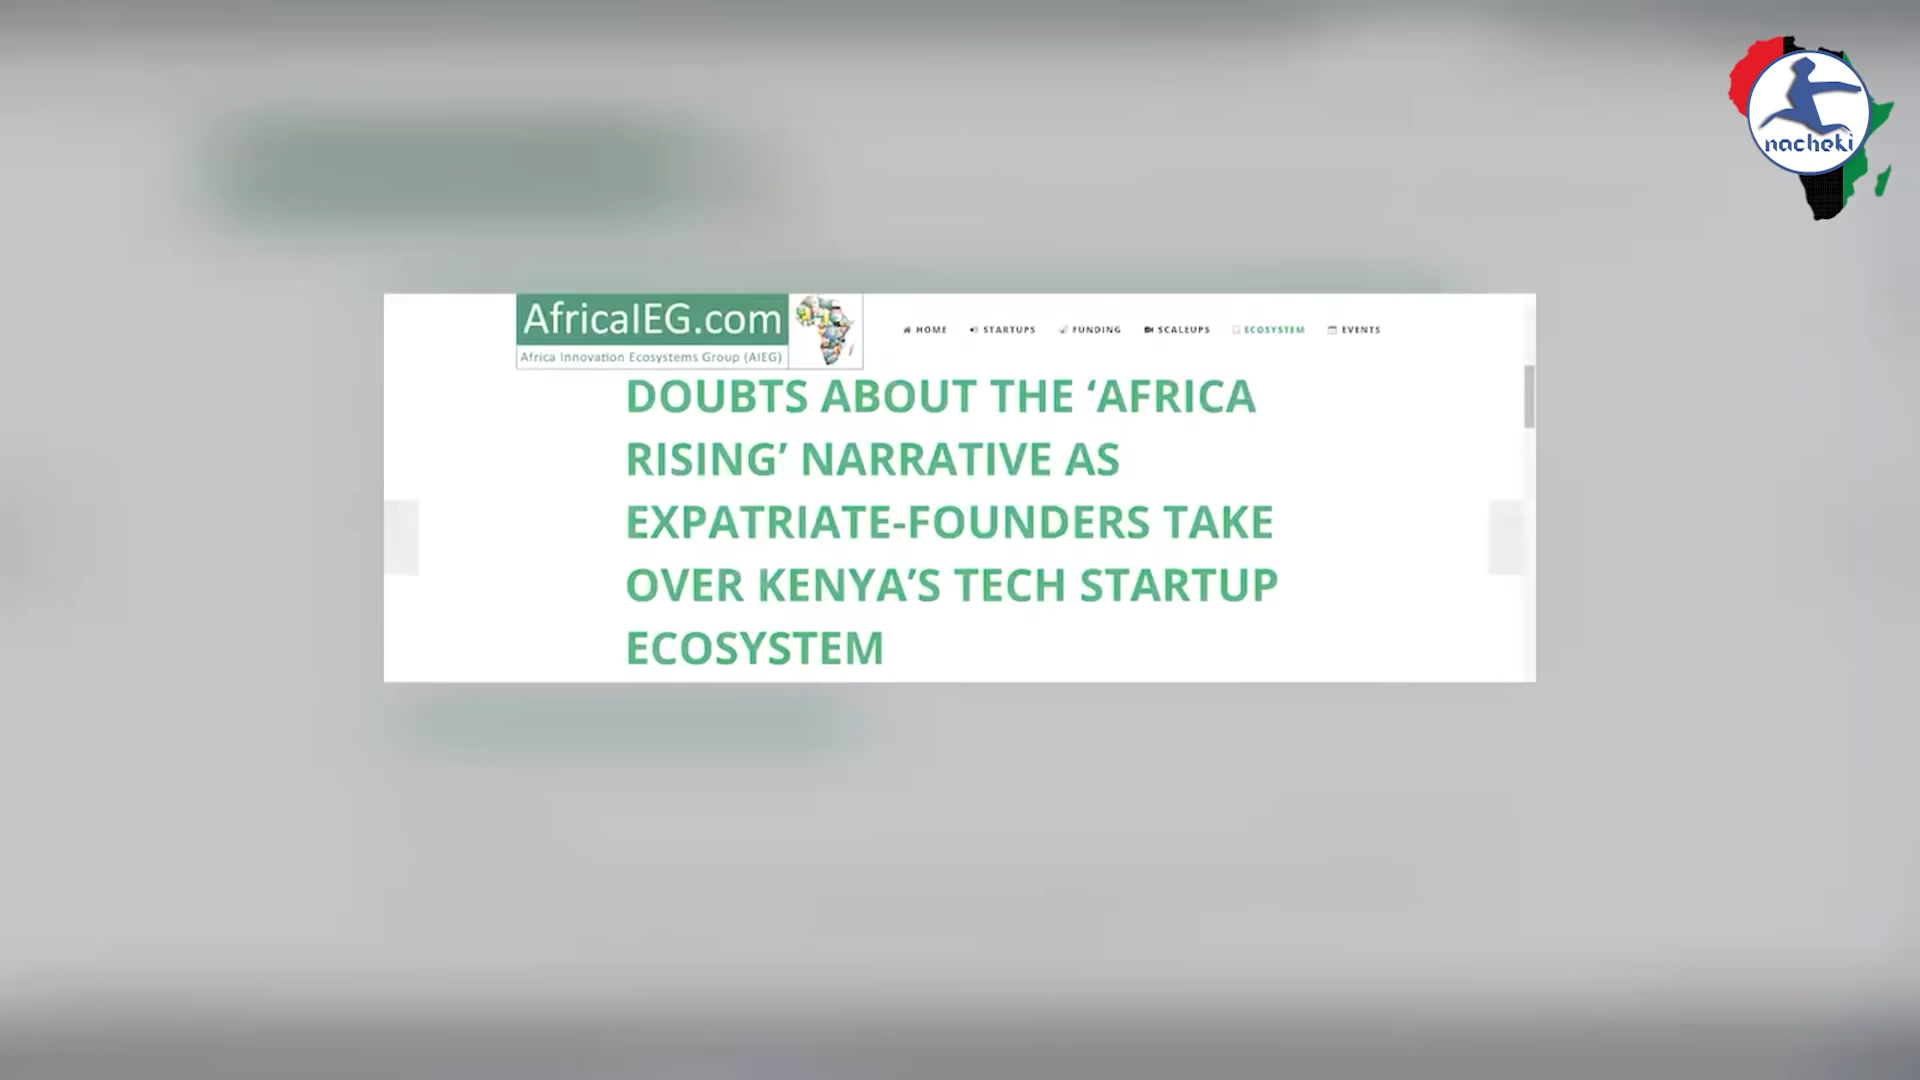 nacheki
AfricaIEG.com
Africa Innovation Ecosystems Group (AIEG)
HOME STARTUPS FUNDING SCALEUPS ECOSYSTEM EVENTS
DOUBTS ABOUT THE ‘AFRICA
RISING’ NARRATIVE AS
EXPATRIATE-FOUNDERS TAKE
OVER KENYA’S TECH STARTUP
ECOSYSTEM